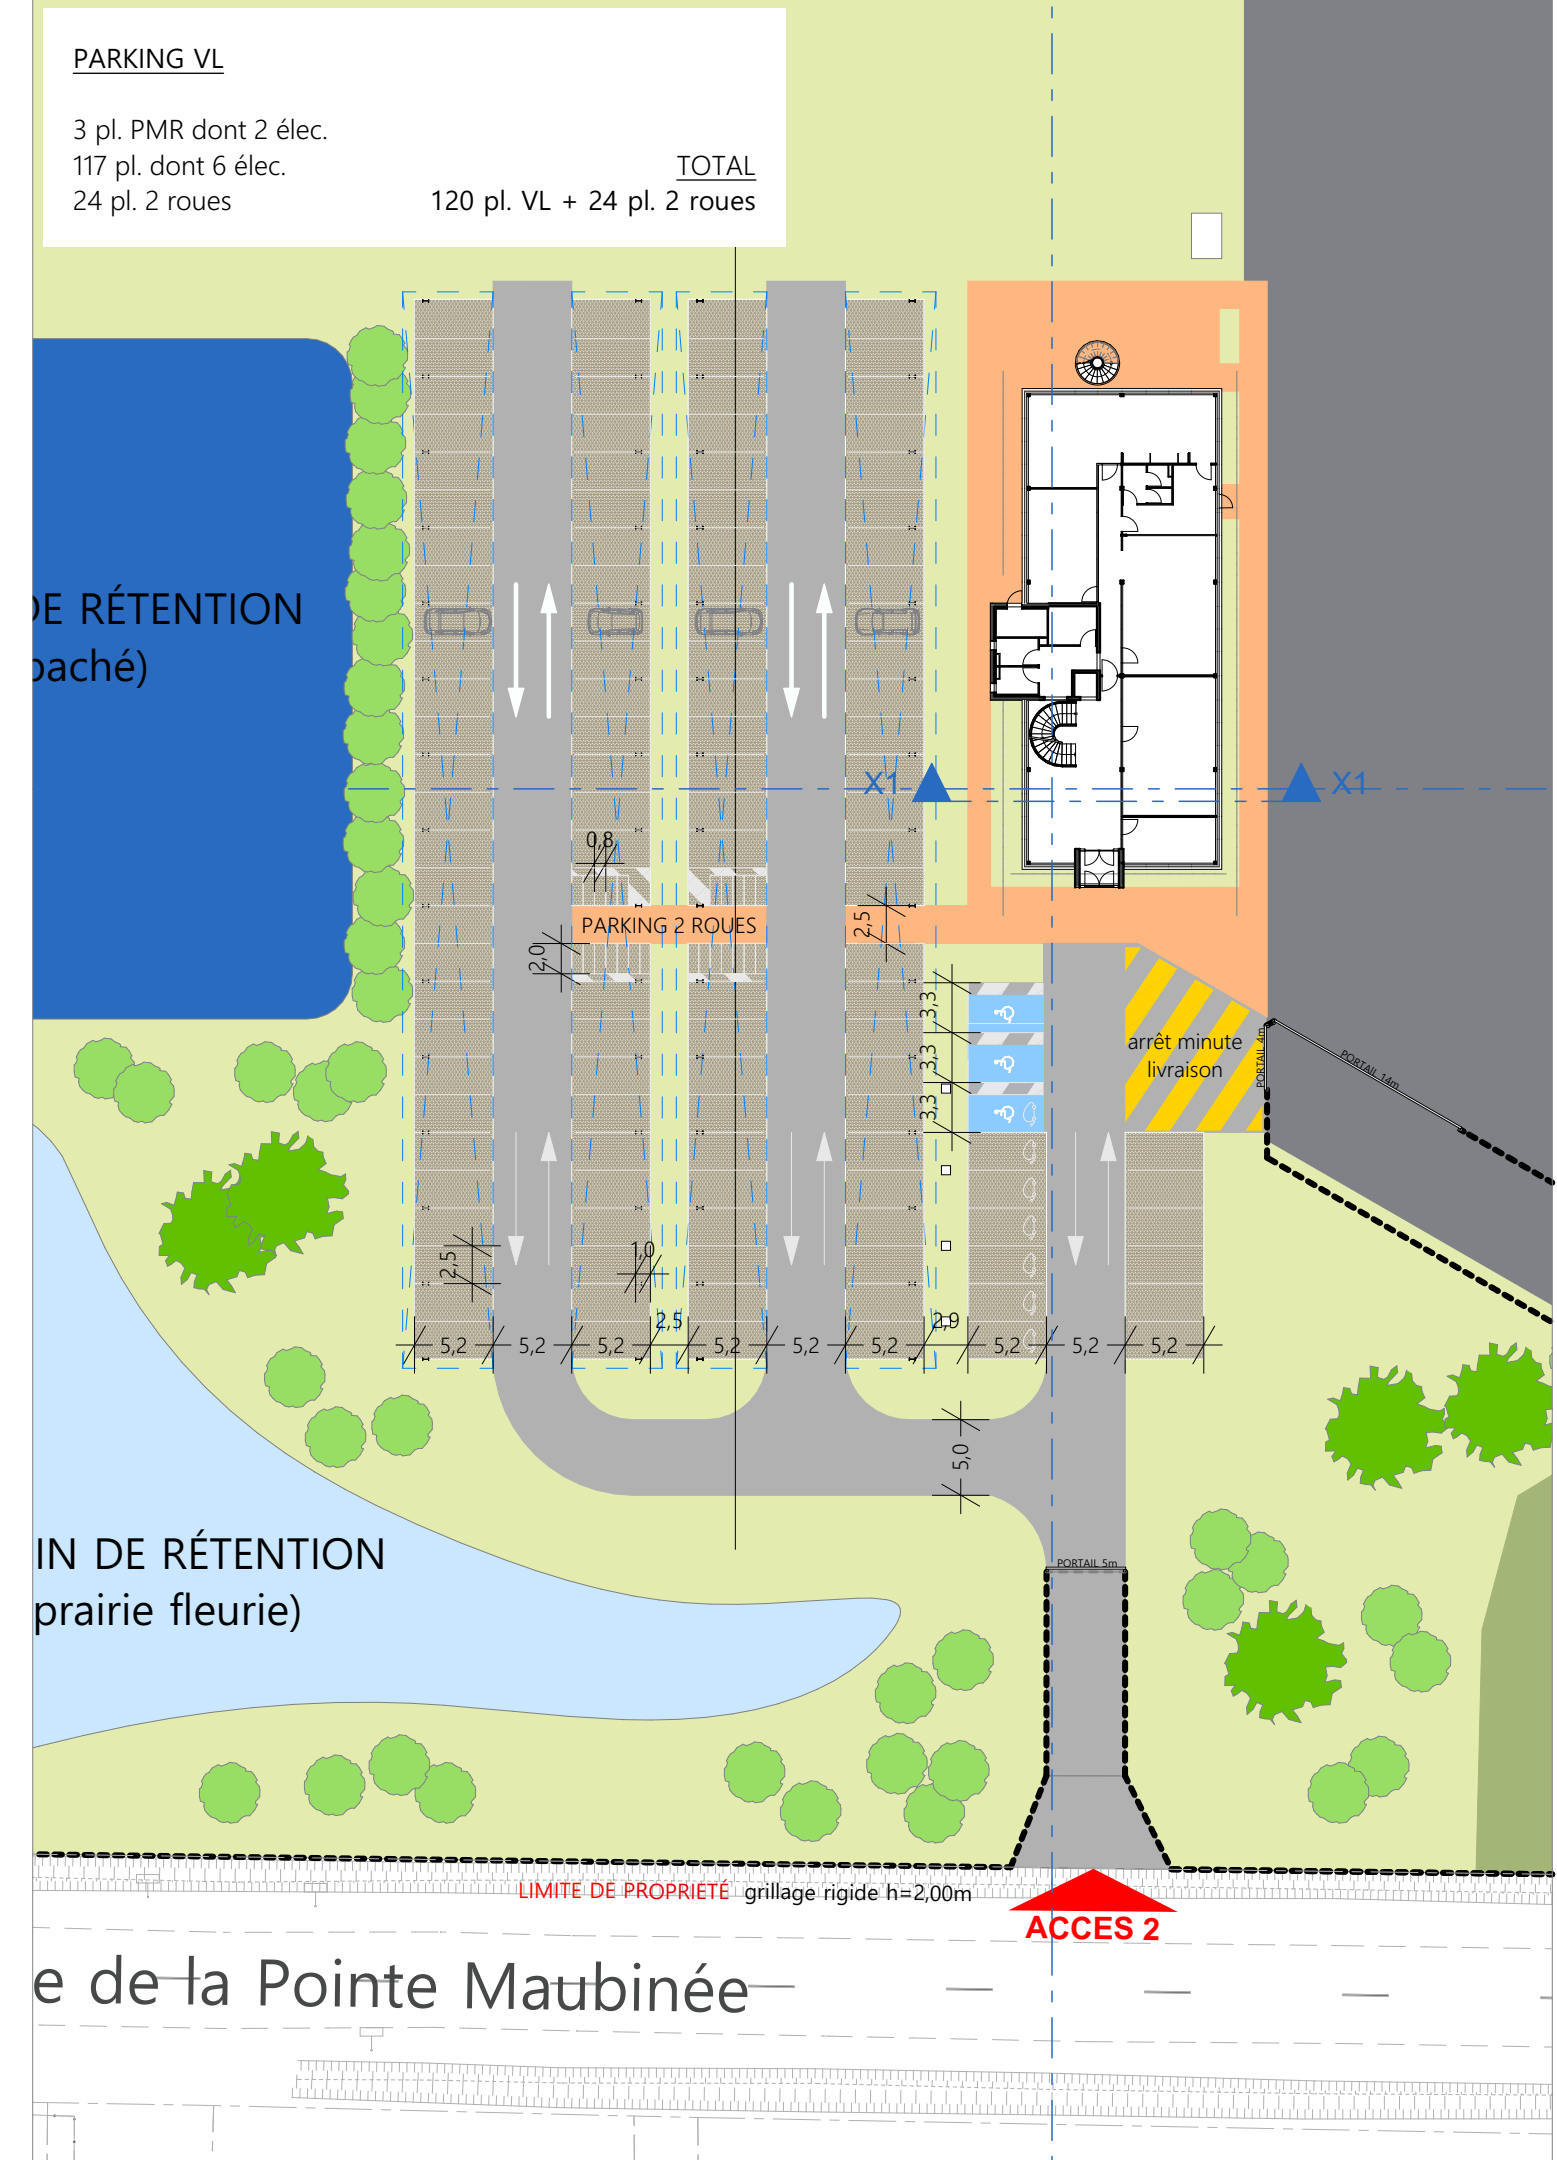 PARKING VL
3 pl. PMR dont 2 élec.
117 pl. dont 6 élec.
TOTAL
24 pl. 2 roues
120 pl. VL + 24 pl. 2 roues
DE RÉTENTION
baché)
X1
X1
0,8
PARKING 2 ROUES
2,5
2,0
3,3
3,3
3,3
arrêt minute
livraison
PORTAIL 4m
PORTAIL 14m
2,5
1,0
2,5
2,9
5,2
5,2
5,2
5,2
5,2
5,2
5,2
5,2
5,2
5,0
IN DE RÉTENTION
prairie fleurie)
PORTAIL 5m
LIMITE DE PROPRIETÉ grillage rigide h=2,00m
ACCES 2
e de la Pointe Maubinée